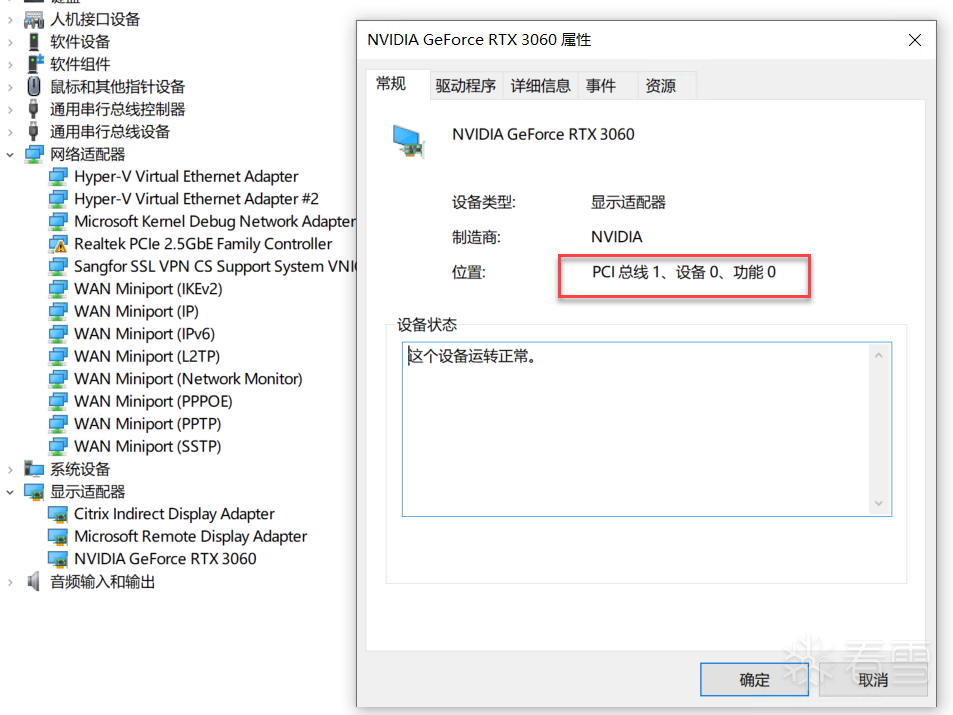 人机接口设备
软件设备
软件组件
鼠标和其他指针设备
通用串行总线控制器
通用串行总线设备
网络适配器
Hyper-V Virtual Ethernet Adapter
Hyper-V Virtual Ethernet Adapter #2
Microsoft Kernel Debug Network Adapter
Realtek PCIe 2.5GbE Family Controller
Sangfor SSL VPN CS Support System VNI
WAN Miniport (IKEv2)
WAN Miniport (IP)
WAN Miniport (IPv6)
WAN Miniport (L2TP)
WAN Miniport (Network Monitor)
WAN Miniport (PPPOE)
WAN Miniport (PPTP)
WAN Miniport (SSTP)
系统设备
显示适配器
Citrix Indirect Display Adapter
Microsoft Remote Display Adapter
NVIDIA GeForce RTX 3060
音频输入和输出
NVIDIA GeForce RTX 3060 属性
常规 驱动程序 详细信息 事件 资源
NVIDIA GeForce RTX 3060
设备类型: 显示适配器
制造商: NVIDIA
位置: PCI 总线 1、设备 0、功能 0
设备状态
这个设备运转正常。
确定 取消
看雪